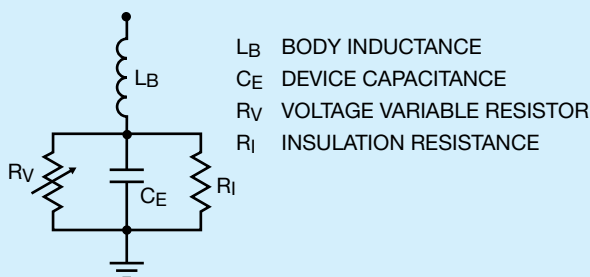 LB BODY INDUCTANCE
CE DEVICE CAPACITANCE
RV VOLTAGE VARIABLE RESISTOR
RI INSULATION RESISTANCE
LB
RV
CE
RI